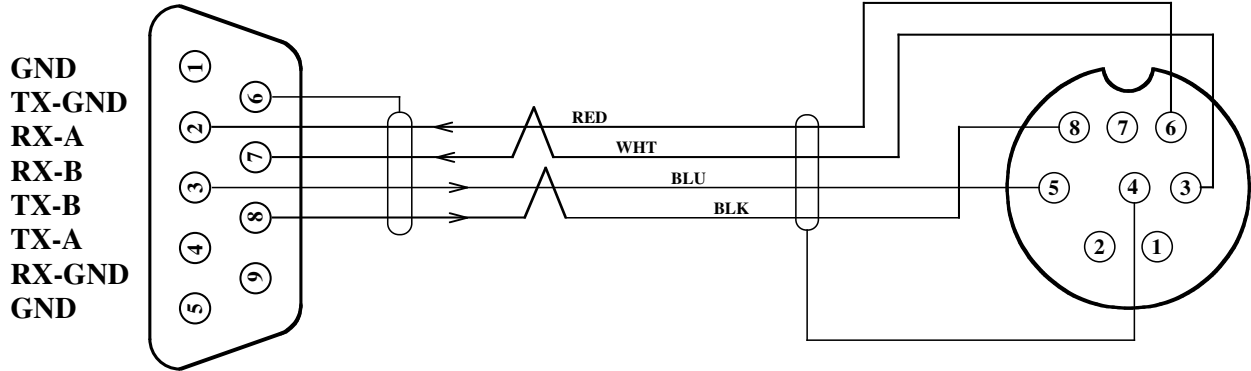 GND
TX-GND
RX-A
RX-B
TX-B
TX-A
RX-GND
GND
1
6
2
7
3
8
4
9
5
RED
WHT
BLU
BLK
8 7 6
5 4 3
2 1